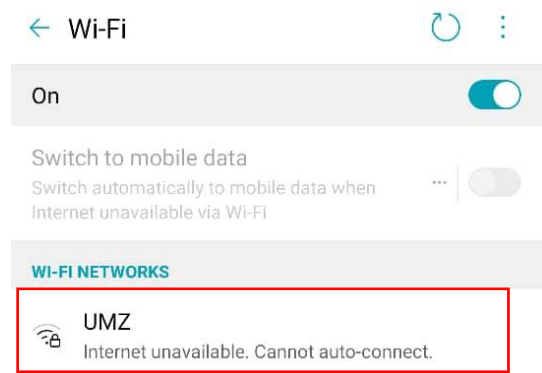 Wi-Fi
On
Switch to mobile data
Switch automatically to mobile data when
Internet unavailable via Wi-Fi
WI-FI NETWORKS
UMZ
Internet unavailable. Cannot auto-connect.